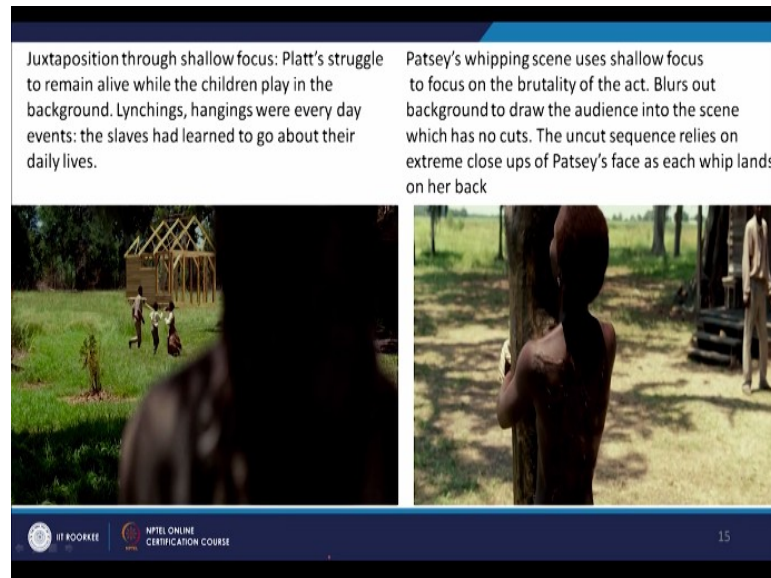 Juxtaposition through shallow focus: Platt's struggle
to remain alive while the children play in the
background. Lynchings, hangings were every day
events: the slaves had learned to go about their
daily lives.
Patsey's whipping scene uses shallow focus
to focus on the brutality of the act. Blurs out
background to draw the audience into the scene
which has no cuts. The uncut sequence relies on
extreme close ups of Patsey's face as each whip lands
on her back
IIT ROORKEE
NPTEL ONLINE
CERTIFICATION COURSE
15